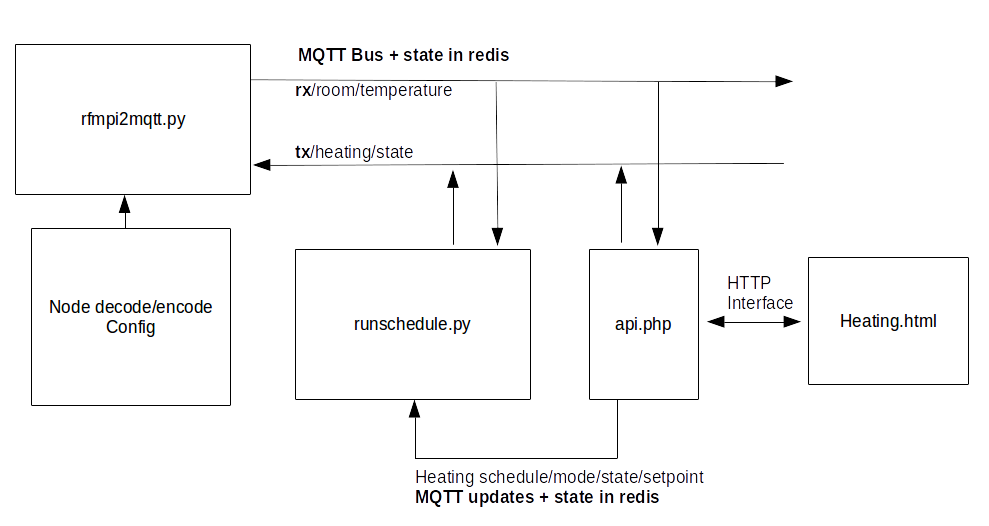 MQTT Bus + state in redis
rx/room/temperature
rfmpi2mqtt.py
tx/heating/state
Node decode/encode
Config
runschedule.py
api.php
HTTP
Interface
Heating.html
Heating schedule/mode/state/setpoint
MQTT updates + state in redis